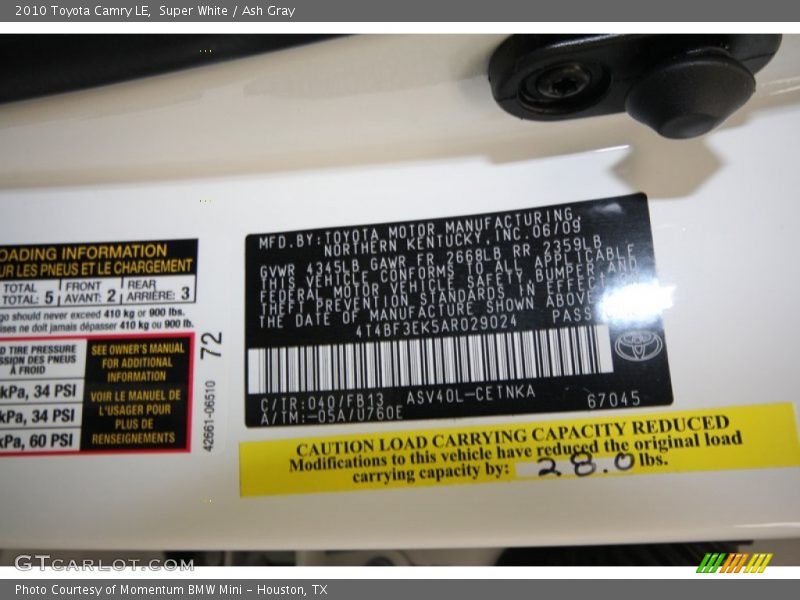 2010 Toyota Camry LE, Super White / Ash Gray
MFD.BY:TOYOTA MOTOR MANUFACTURING,
NORTHERN KENTUCKY,INC.06/09
GVWR 4345LB GAWR FR 2668LB RR 2359LB
THIS VEHICLE CONFORMS TO ALL APPLICABLE
FEDERAL MOTOR VEHICLE SAFETY,BUMPER,AND
THEFT PREVENTION STANDARDS IN EFFECT
THE DATE OF MANUFACTURE SHOWN ABOVE
4T4BF3EK5AR029024 PASS
C/TR:040/FB13 ASV40L-CETNKA
A/TM:-05A/U760E 67045
OADING INFORMATION
UR LES PNEUS ET LE CHARGEMENT
TOTAL
TOTAL: 5
FRONT
AVANT: 2
REAR
ARRIÈRE: 3
go should never exceed 410 kg or 900 lbs.
ises ne doit jamais dépasser 410 kg ou 900 lb.
D TIRE PRESSURE
SSION DES PNEUS
À FROID
kPa, 34 PSI
kPa, 34 PSI
kPa, 60 PSI
SEE OWNER'S MANUAL
FOR ADDITIONAL
INFORMATION
VOIR LE MANUEL DE
L'USAGER POUR
PLUS DE
RENSEIGNEMENTS
42661-06510 72
CAUTION LOAD CARRYING CAPACITY REDUCED
Modifications to this vehicle have reduced the original load
carrying capacity by: 28.0 lbs.
GTCARLOT.COM
Photo Courtesy of Momentum BMW Mini - Houston, TX